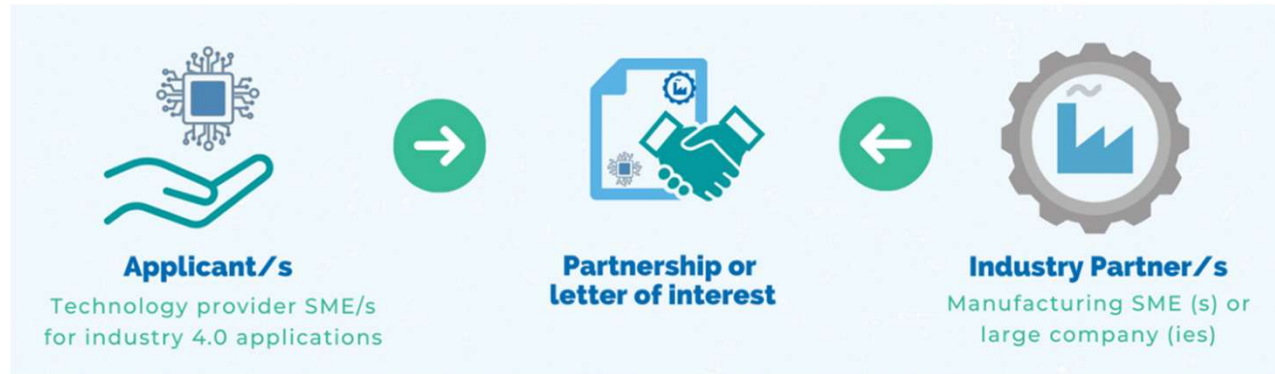 Applicant/s
Technology provider SME/s
for industry 4.0 applications
Partnership or
letter of interest
Industry Partner/s
Manufacturing SME (s) or
large company (ies)